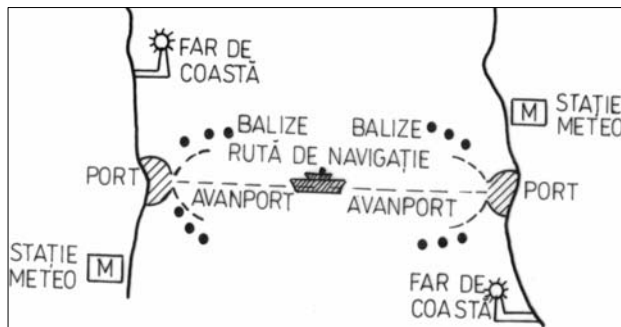 FAR DE
COASTĂ
BALIZE
BALIZE
M
STAȚIE
METEO
RUTĂ DE NAVIGAȚIE
PORT
AVANPORT
AVANPORT
PORT
STAȚIE
METEO
M
FAR DE
COASTĂ